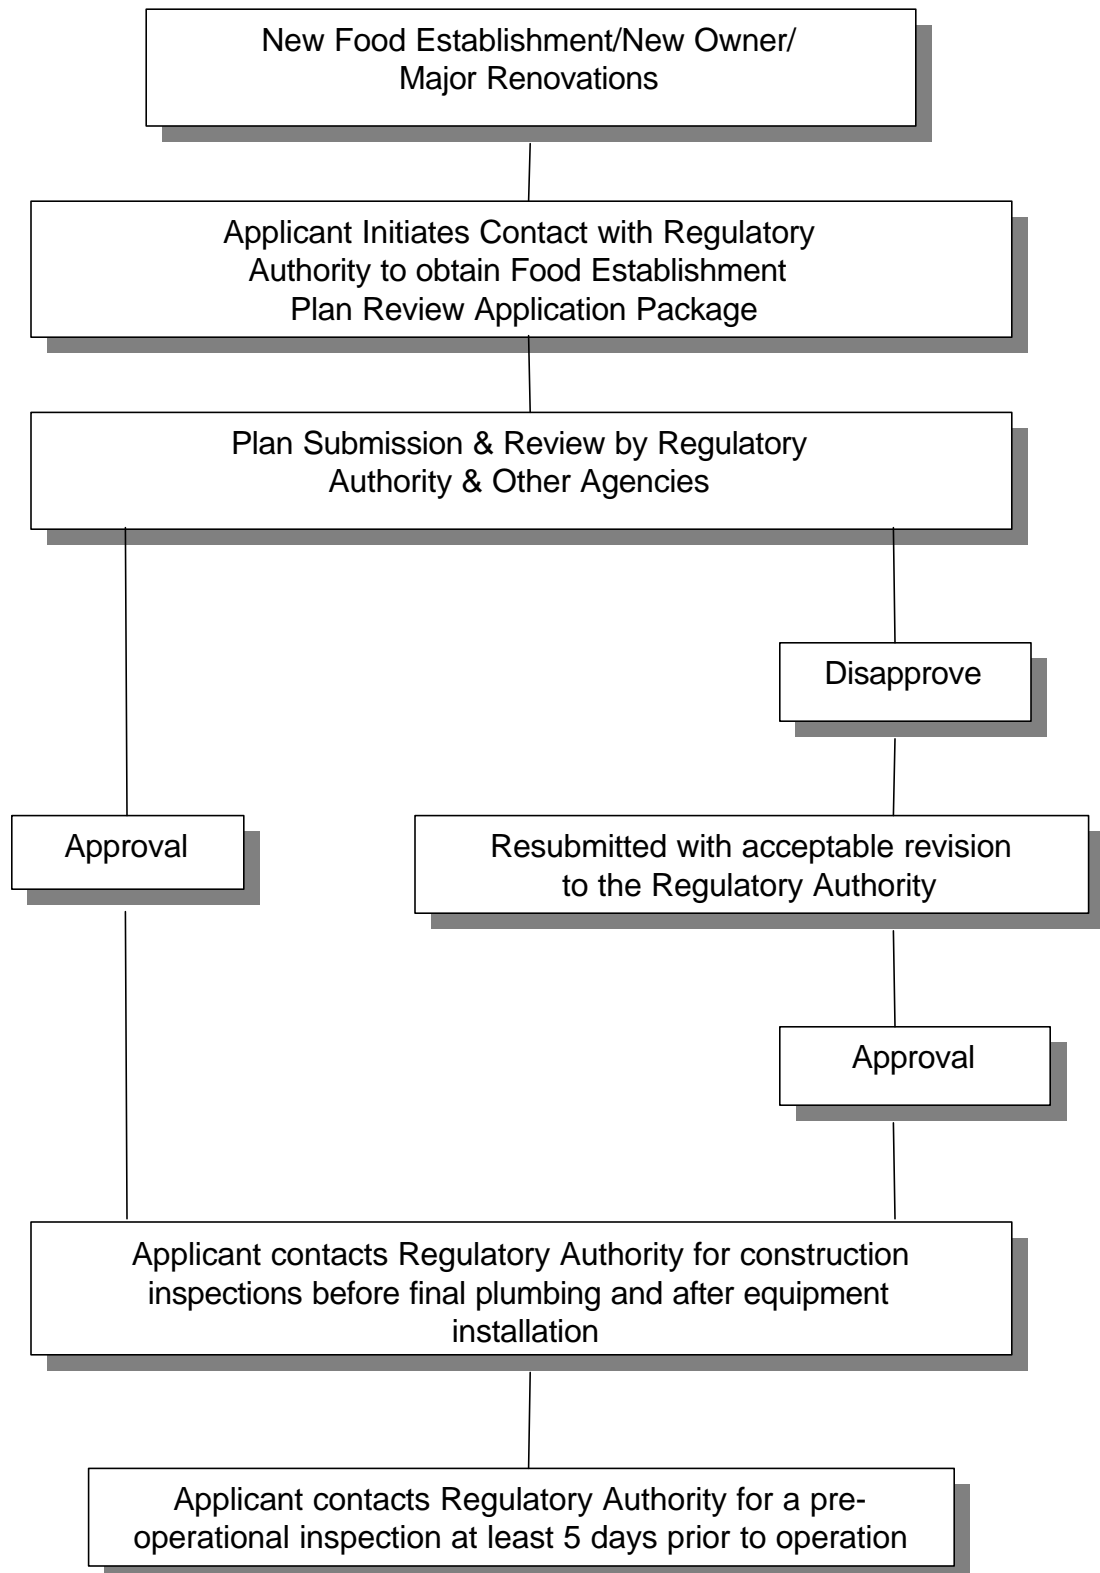 New Food Establishment/New Owner/
Major Renovations
Applicant Initiates Contact with Regulatory
Authority to obtain Food Establishment
Plan Review Application Package
Plan Submission & Review by Regulatory
Authority & Other Agencies
Disapprove
Approval
Resubmitted with acceptable revision
to the Regulatory Authority
Approval
Applicant contacts Regulatory Authority for construction
inspections before final plumbing and after equipment
installation
Applicant contacts Regulatory Authority for a pre-
operational inspection at least 5 days prior to operation